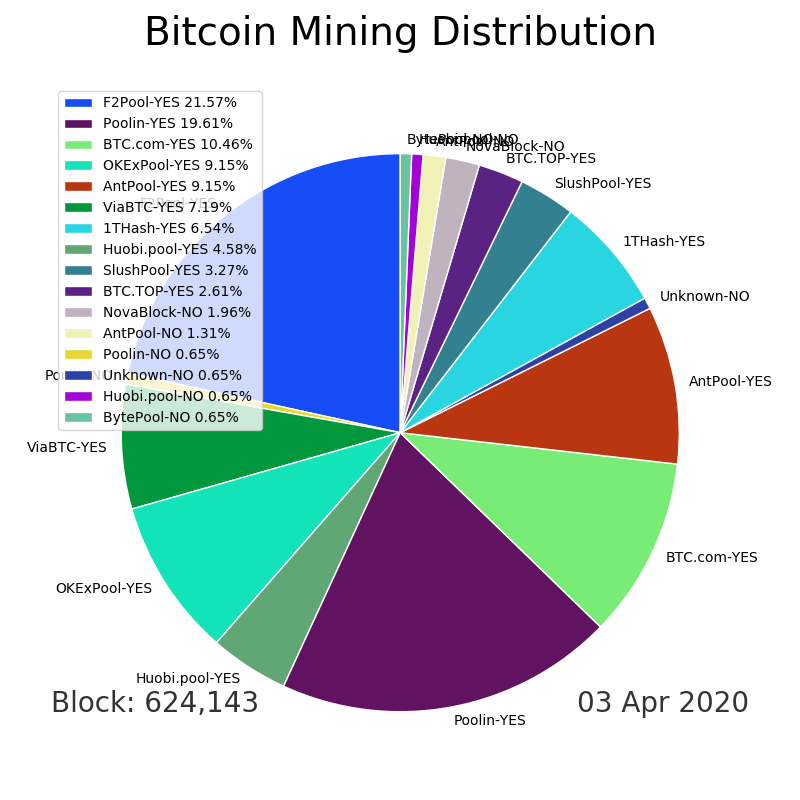 Bitcoin Mining Distribution
F2Pool-YES 21.57%
Poolin-YES 19.61%
BTC.com-YES 10.46%
OKExPool-YES 9.15%
AntPool-YES 9.15%
ViaBTC-YES 7.19%
1THash-YES 6.54%
Huobi.pool-YES 4.58%
SlushPool-YES 3.27%
BTC.TOP-YES 2.61%
NovaBlock-NO 1.96%
AntPool-NO 1.31%
Poolin-NO 0.65%
Unknown-NO 0.65%
Huobi.pool-NO 0.65%
BytePool-NO 0.65%
NovaBlock-NO
BTC.TOP-YES
SlushPool-YES
1THash-YES
Unknown-NO
AntPool-YES
BTC.com-YES
Poolin-YES
Huobi.pool-YES
OKExPool-YES
ViaBTC-YES
F2Pool-YES
Block: 624,143
03 Apr 2020